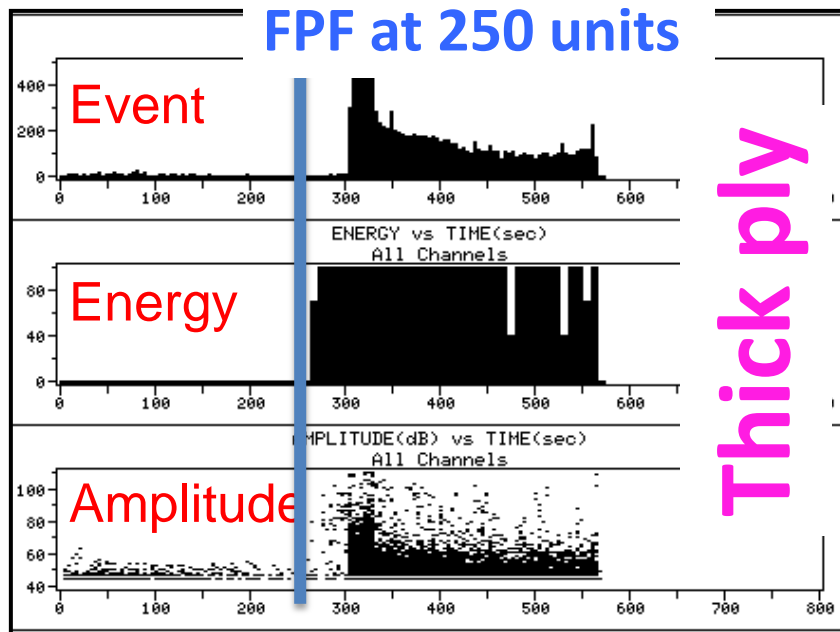 FPF at 250 units
400
Event
200
0
0 100 200 300 400 500 600
ENERGY vs TIME(sec)
All Channels
80
Energy
40
0
0 100 200 300 400 500 600
MPLITUDE(dB) vs TIME(sec)
All Channels
100
Amplitude
80
60
40
0 100 200 300 400 500 600 700 800
Thick ply